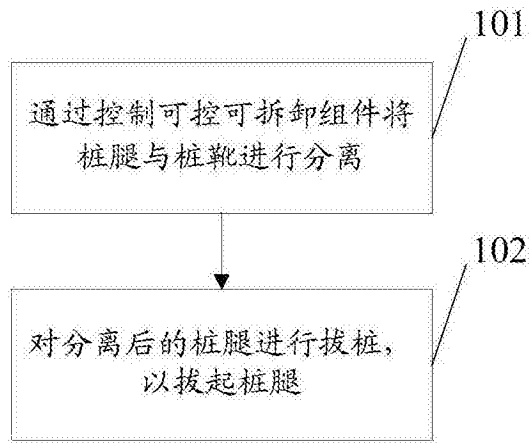 101
通过控制可控可拆卸组件将
桩腿与桩靴进行分离
102
对分离后的桩腿进行拔桩，
以拔起桩腿